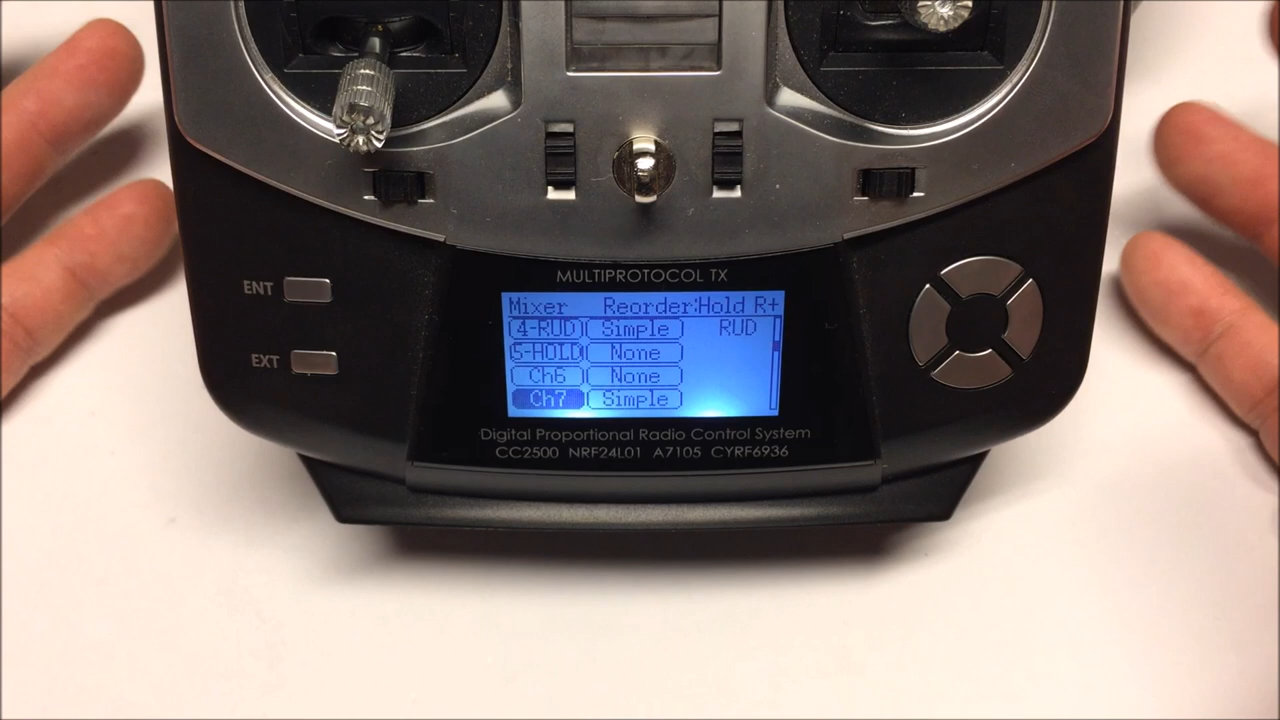 MULTIPROTOCOL TX
ENT
EXT
Mixer Reorder:Hold R+
4-RUD Simple RUD
5-HOLD None
Ch6 None
Ch7 Simple
Digital Proportional Radio Control System
CC2500 NRF24L01 A7105 CYRF6936